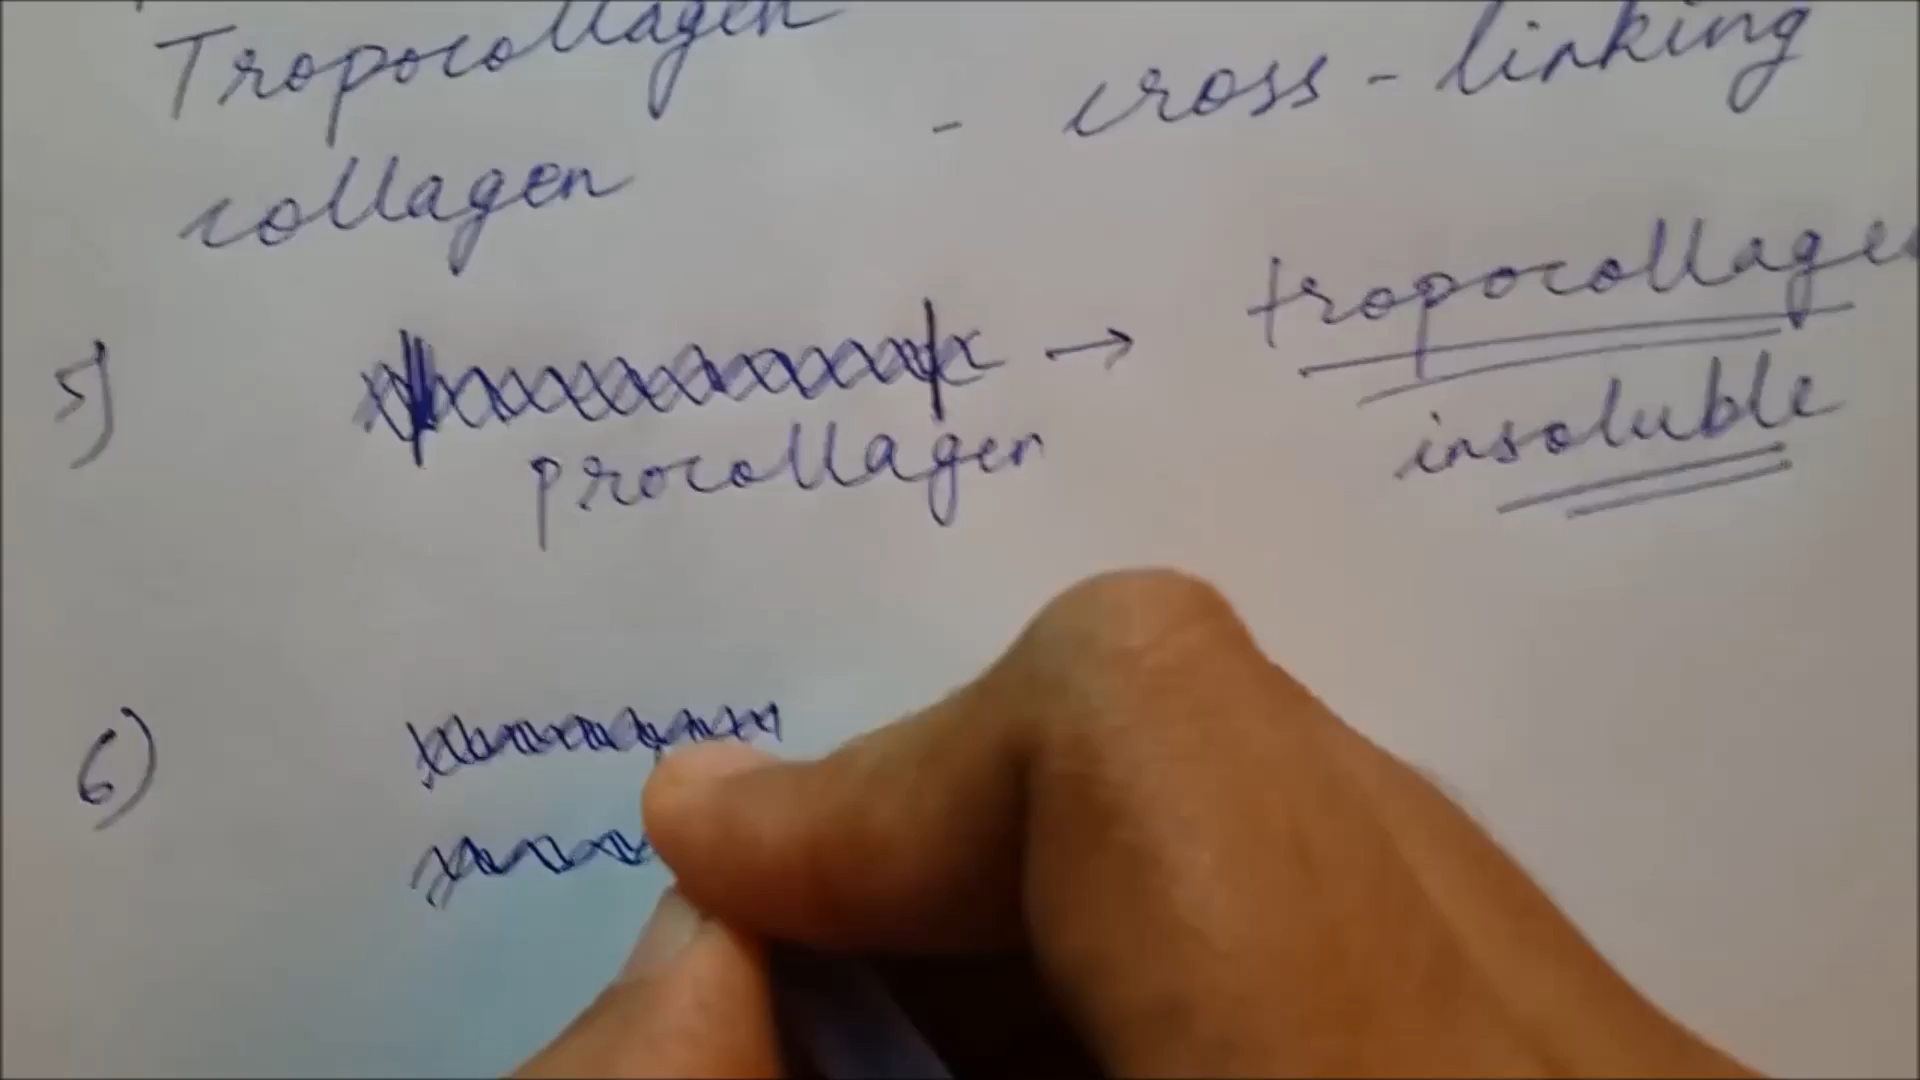 Tropocollagen
- cross-linking
collagen
5)
procollagen
→ tropocollagen
insoluble
6)